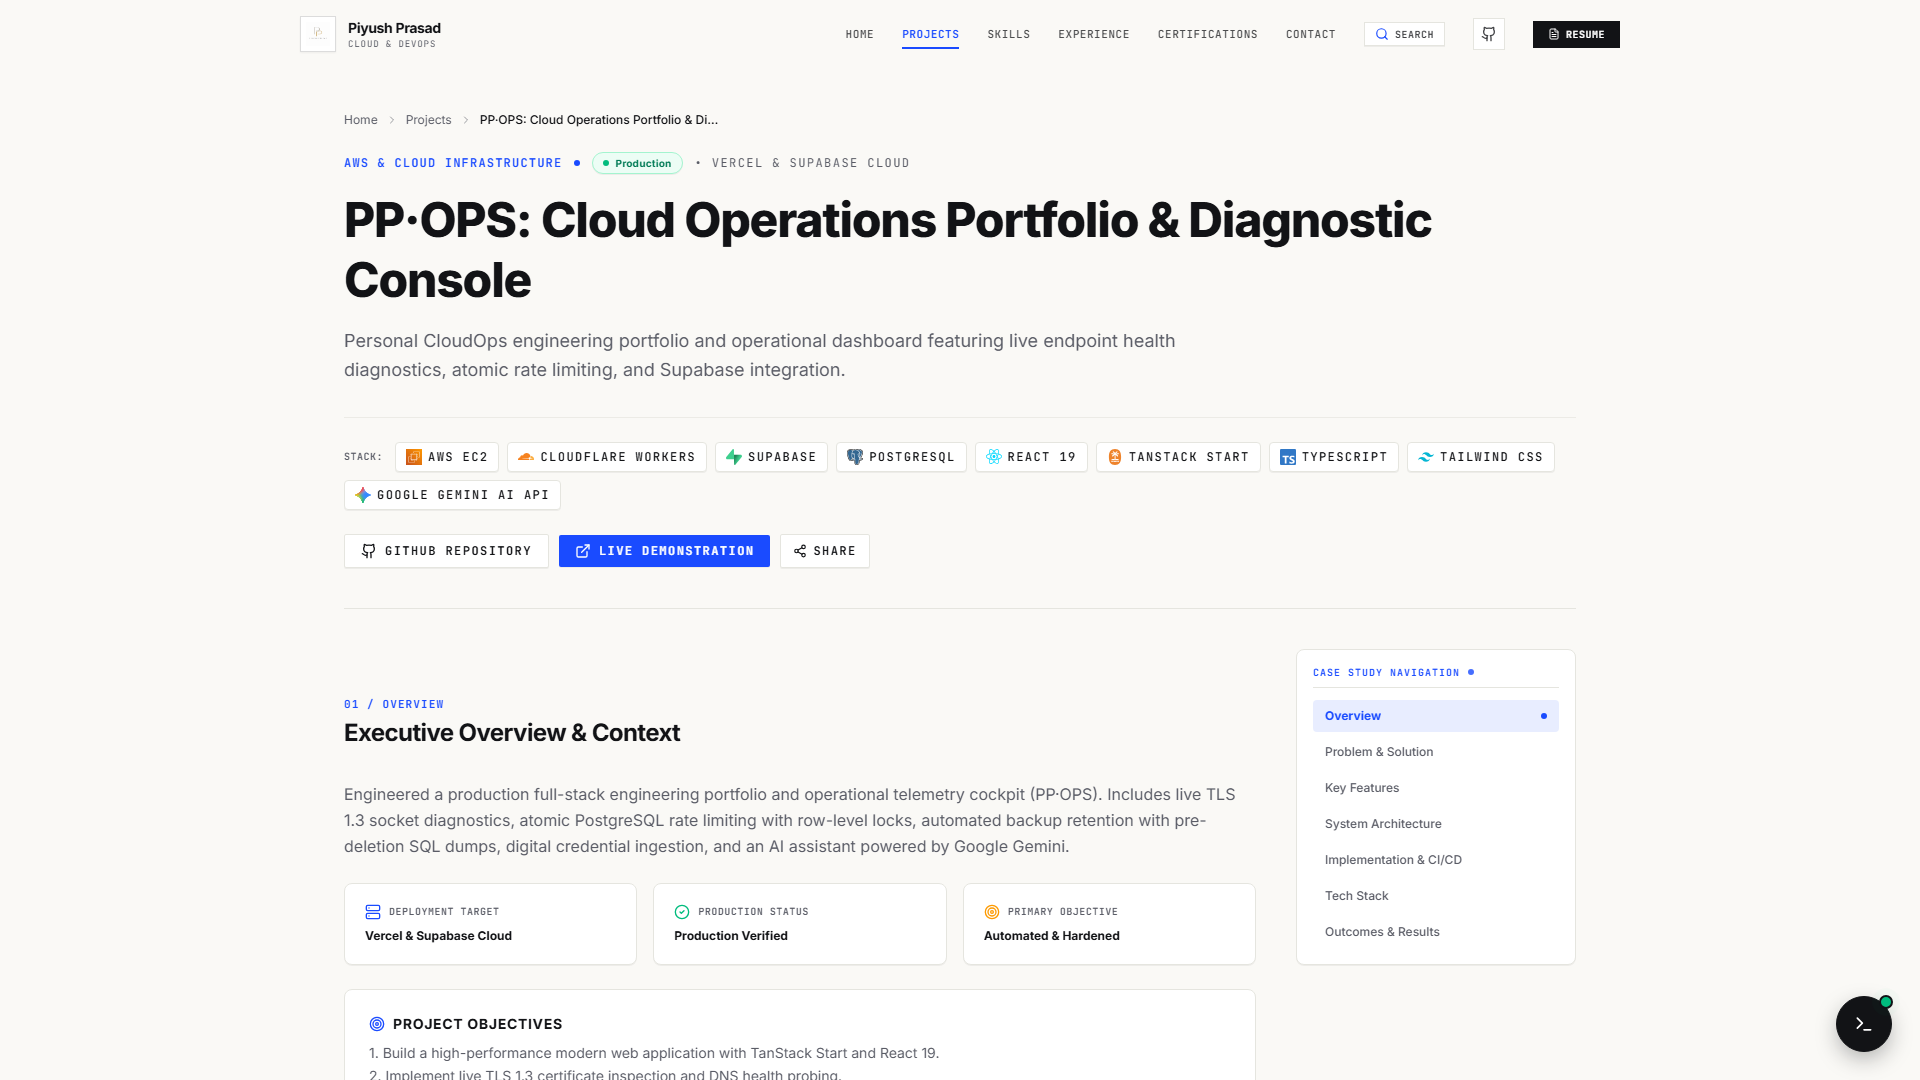 Piyush Prasad
CLOUD & DEVOPS
HOME
PROJECTS
SKILLS
EXPERIENCE
CERTIFICATIONS
CONTACT
SEARCH
RESUME
Home
Projects
PP·OPS: Cloud Operations Portfolio & Di...
AWS & CLOUD INFRASTRUCTURE
Production
• VERCEL & SUPABASE CLOUD
PP·OPS: Cloud Operations Portfolio & Diagnostic
Console
Personal CloudOps engineering portfolio and operational dashboard featuring live endpoint health
diagnostics, atomic rate limiting, and Supabase integration.
STACK:
AWS EC2
CLOUDFLARE WORKERS
SUPABASE
POSTGRESQL
REACT 19
TANSTACK START
TS TYPESCRIPT
TAILWIND CSS
GOOGLE GEMINI AI API
GITHUB REPOSITORY
LIVE DEMONSTRATION
SHARE
01 / OVERVIEW
Executive Overview & Context
Engineered a production full-stack engineering portfolio and operational telemetry cockpit (PP·OPS). Includes live TLS
1.3 socket diagnostics, atomic PostgreSQL rate limiting with row-level locks, automated backup retention with pre-
deletion SQL dumps, digital credential ingestion, and an AI assistant powered by Google Gemini.
DEPLOYMENT TARGET
Vercel & Supabase Cloud
PRODUCTION STATUS
Production Verified
PRIMARY OBJECTIVE
Automated & Hardened
PROJECT OBJECTIVES
1. Build a high-performance modern web application with TanStack Start and React 19.
2. Implement live TLS 1.3 certificate inspection and DNS health probing.
CASE STUDY NAVIGATION
Overview
Problem & Solution
Key Features
System Architecture
Implementation & CI/CD
Tech Stack
Outcomes & Results